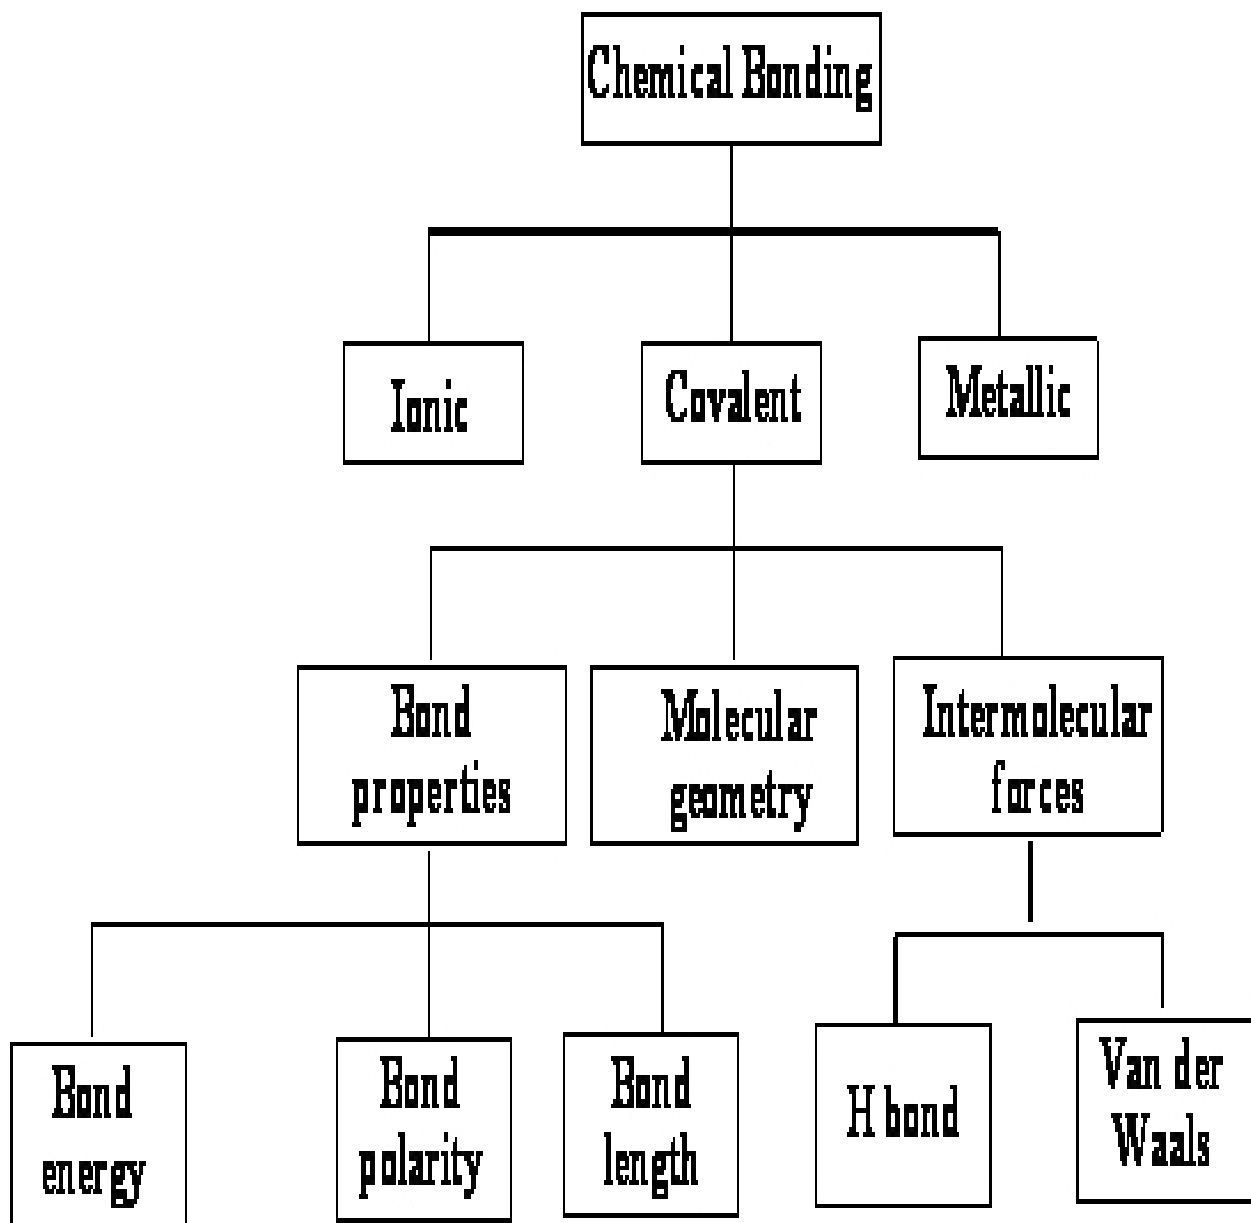 Chemical Bonding
Ionic
Covalent
Metallic
Bond
properties
Molecular
geometry
Intermolecular
forces
Bond
energy
Bond
polarity
Bond
length
H bond
Van der
Waals